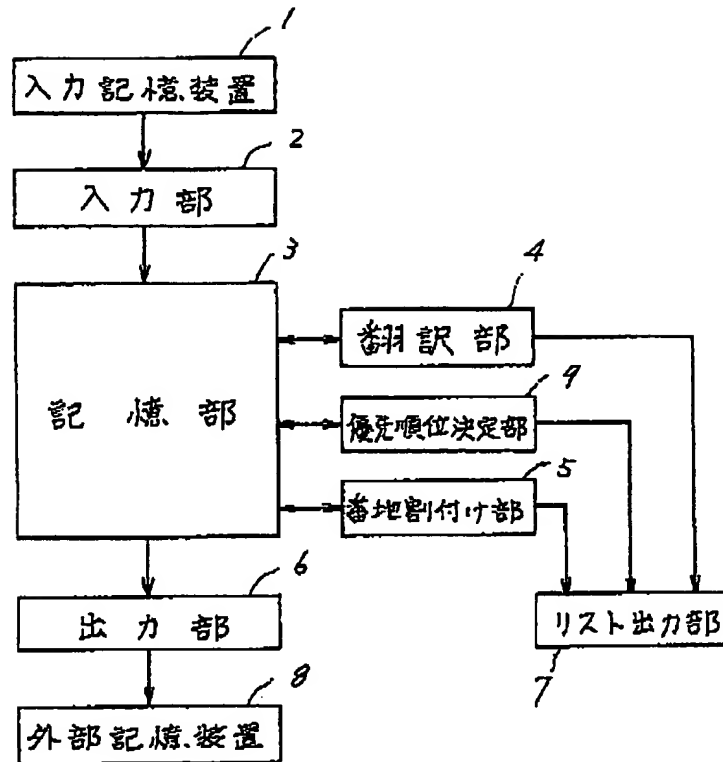 1
入力記憶装置
2
入力部
3
記憶部
4
翻訳部
9
優先順位決定部
5
番地割付け部
6
出力部
リスト出力部
7
8
外部記憶装置